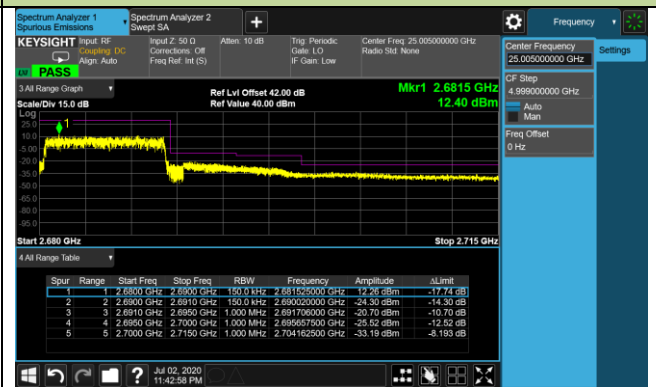 Spectrum Analyzer 1
Spurious Emissions
Spectrum Analyzer 2
Swept SA
+
Frequency
KEYSIGHT
Input: RF
Coupling: DC
Align: Auto
Input Z: 50 Ω
Corrections: Off
Freq Ref: Int (S)
Atten: 10 dB
Trig: Periodic
Gate: LO
IF Gain: Low
Center Freq: 25.005000000 GHz
Radio Std: None
LM PASS
3 All Range Graph
Scale/Div 15.0 dB
Ref Lvl Offset 42.00 dB
Ref Value 40.00 dBm
Mkr1 2.6815 GHz
12.40 dBm
Log
25.0
10.0
-5.00
-20.0
-35.0
-50.0
-65.0
-80.0
-95.0
1
Start 2.680 GHz
Stop 2.715 GHz
4 All Range Table
Spur Range Start Freq Stop Freq RBW Frequency Amplitude ΔLimit
1 1 2.6800 GHz 2.6900 GHz 150.0 kHz 2.681525000 GHz 12.26 dBm -17.74 dB
2 2 2.6900 GHz 2.6910 GHz 150.0 kHz 2.690020000 GHz -24.30 dBm -14.30 dB
3 3 2.6910 GHz 2.6950 GHz 1.000 MHz 2.691706000 GHz -20.70 dBm -10.70 dB
4 4 2.6950 GHz 2.7000 GHz 1.000 MHz 2.695657500 GHz -25.52 dBm -12.52 dB
5 5 2.7000 GHz 2.7150 GHz 1.000 MHz 2.704162500 GHz -33.19 dBm -8.193 dB
Center Frequency
25.005000000 GHz
Settings
CF Step
4.999000000 GHz
Auto
Man
Freq Offset
0 Hz
?
Jul 02, 2020
11:42:58 PM